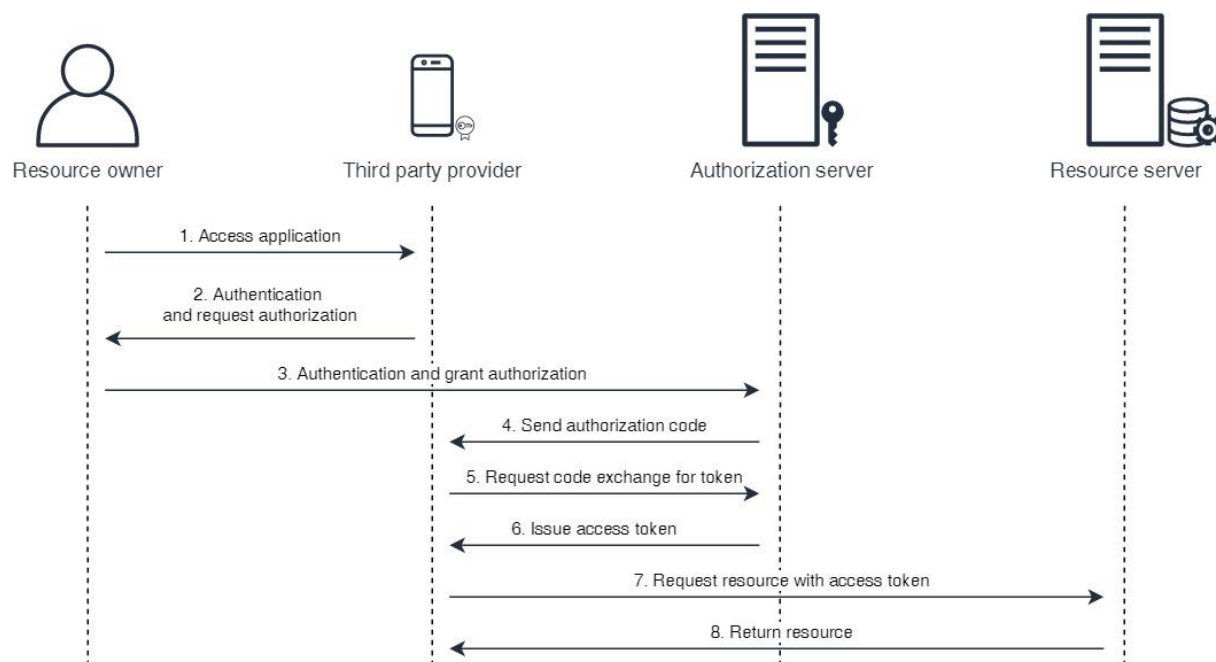 Resource owner
Third party provider
Authorization server
Resource server
1. Access application
2. Authentication
and request authorization
3. Authentication and grant authorization
4. Send authorization code
5. Request code exchange for token
6. Issue access token
7. Request resource with access token
8. Return resource